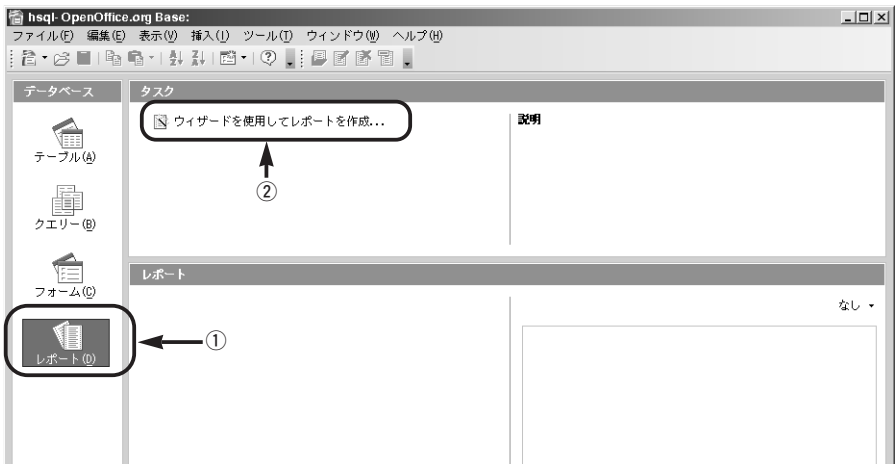 hsql- OpenOffice.org Base:
ファイル(F) 編集(E) 表示(V) 挿入(I) ツール(T) ウィンドウ(W) ヘルプ(H)
データベース
タスク
ウィザードを使用してレポートを作成...
説明
②
テーブル(A)
クエリー(B)
フォーム(C)
レポート(D)
①
レポート
なし